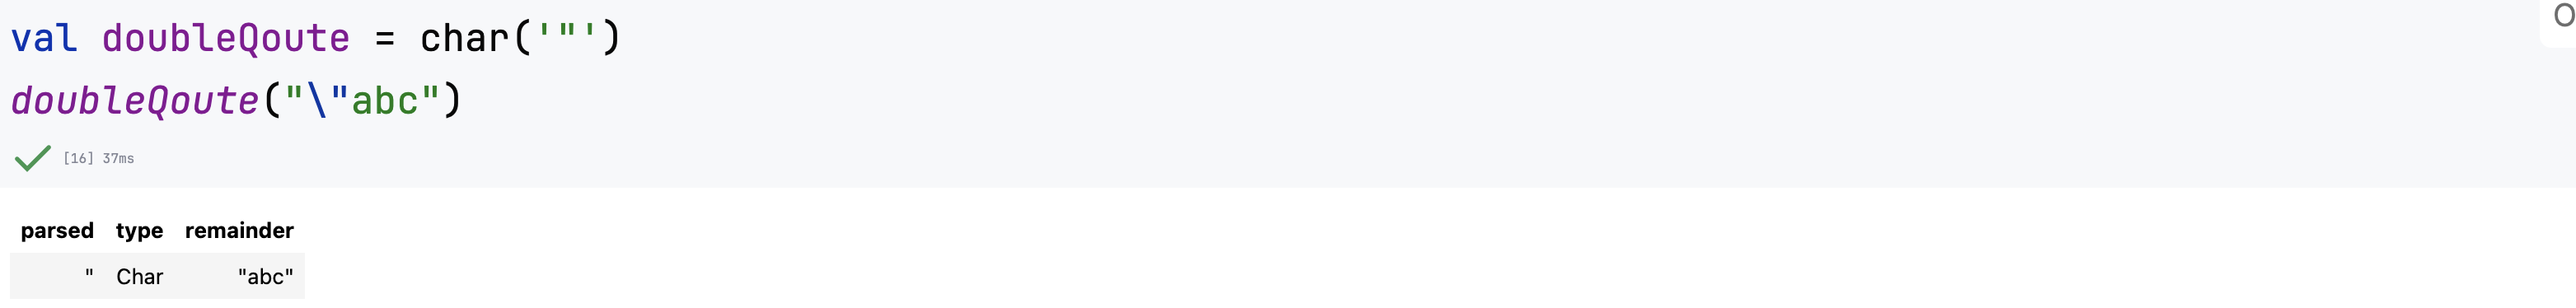 val doubleQoute = char('"')
doubleQoute("\"abc")
[16] 37ms
parsed type remainder
" Char "abc"